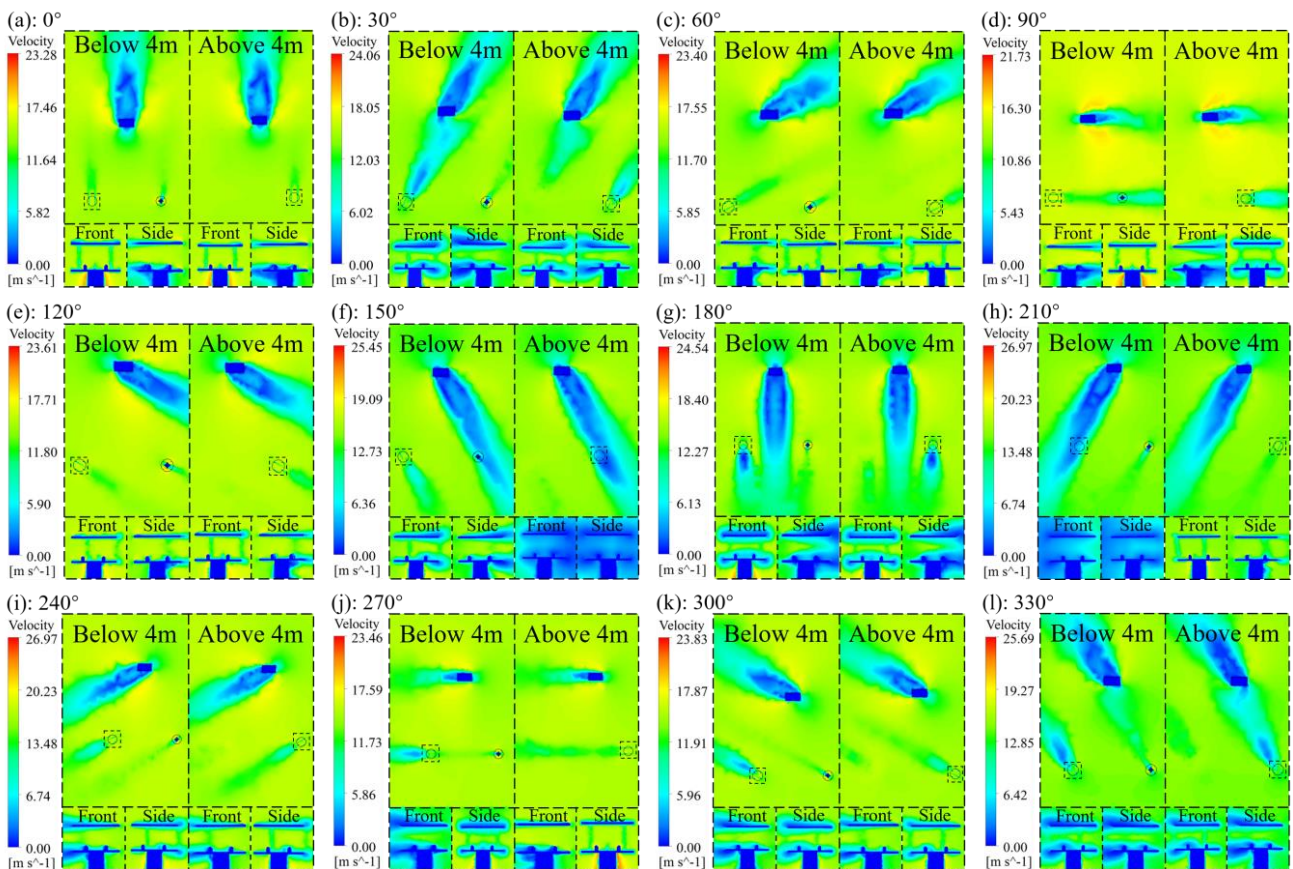 (a): 0°
Velocity
23.28
17.46
11.64
5.82
0.00
[m s^-1]
Below 4m
Above 4m
Front
Side
Front
Side
(b): 30°
Velocity
24.06
18.05
12.03
6.02
0.00
[m s^-1]
Below 4m
Above 4m
Front
Side
Front
Side
(c): 60°
Velocity
23.40
17.55
11.70
5.85
0.00
[m s^-1]
Below 4m
Above 4m
Front
Side
Front
Side
(d): 90°
Velocity
21.73
16.30
10.86
5.43
0.00
[m s^-1]
Below 4m
Above 4m
Front
Side
Front
Side
(e): 120°
Velocity
23.61
17.71
11.80
5.90
0.00
[m s^-1]
Below 4m
Above 4m
Front
Side
Front
Side
(f): 150°
Velocity
25.45
19.09
12.73
6.36
0.00
[m s^-1]
Below 4m
Above 4m
Front
Side
Front
Side
(g): 180°
Velocity
24.54
18.40
12.27
6.13
0.00
[m s^-1]
Below 4m
Above 4m
Front
Side
Front
Side
(h): 210°
Velocity
26.97
20.23
13.48
6.74
0.00
[m s^-1]
Below 4m
Above 4m
Front
Side
Front
Side
(i): 240°
Velocity
26.97
20.23
13.48
6.74
0.00
[m s^-1]
Below 4m
Above 4m
Front
Side
Front
Side
(j): 270°
Velocity
23.46
17.59
11.73
5.87
0.00
[m s^-1]
Below 4m
Above 4m
Front
Side
Front
Side
(k): 300°
Velocity
23.83
17.87
11.91
5.96
0.00
[m s^-1]
Below 4m
Above 4m
Front
Side
Front
Side
(l): 330°
Velocity
25.69
19.27
12.85
6.42
0.00
[m s^-1]
Below 4m
Above 4m
Front
Side
Front
Side